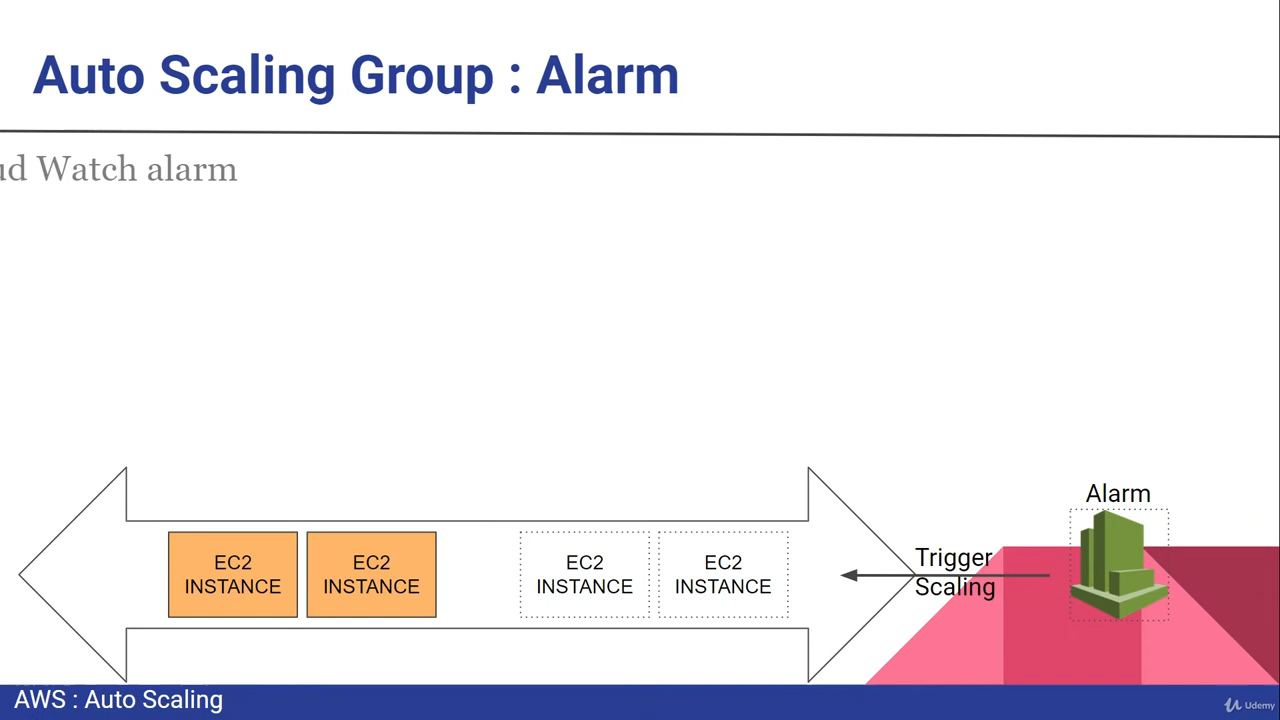 Auto Scaling Group : Alarm
ud Watch alarm
Alarm
EC2
INSTANCE
EC2
INSTANCE
EC2
INSTANCE
EC2
INSTANCE
Trigger
Scaling
AWS : Auto Scaling
Udemy